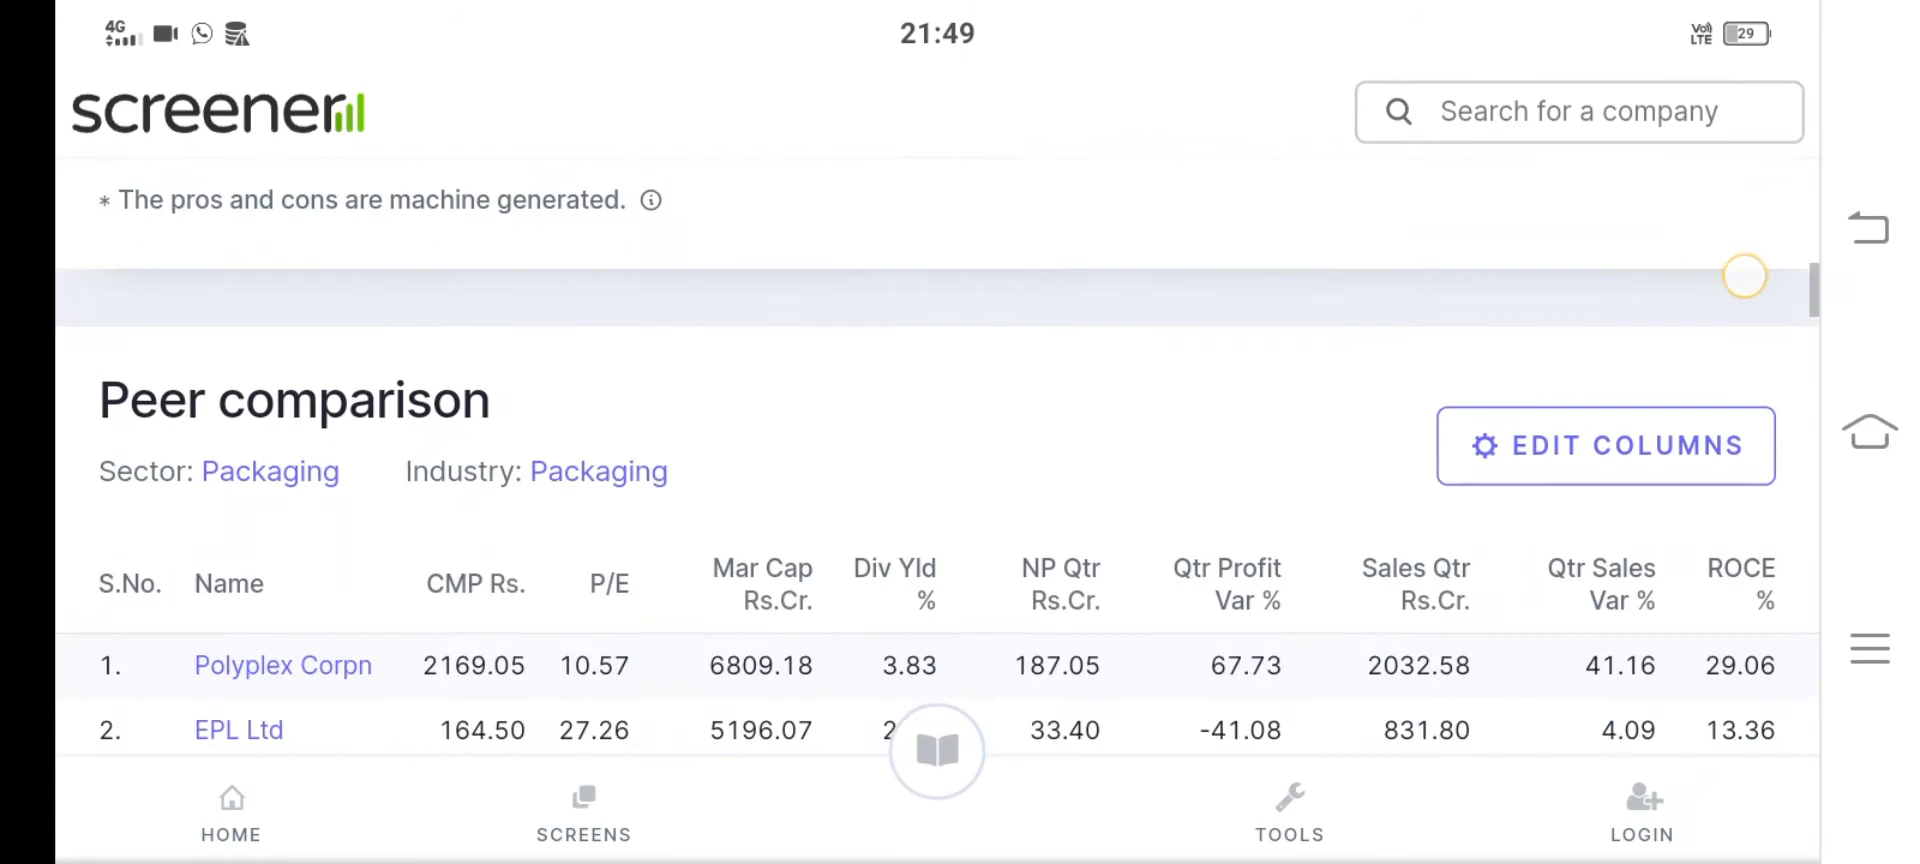 4G 21:49 Vo) LTE 29
screener
Search for a company
* The pros and cons are machine generated.
Peer comparison
EDIT COLUMNS
Sector: Packaging Industry: Packaging
S.No. Name CMP Rs. P/E Mar Cap Rs.Cr. Div Yld % NP Qtr Rs.Cr. Qtr Profit Var % Sales Qtr Rs.Cr. Qtr Sales Var % ROCE %
1. Polyplex Corpn 2169.05 10.57 6809.18 3.83 187.05 67.73 2032.58 41.16 29.06
2. EPL Ltd 164.50 27.26 5196.07 33.40 -41.08 831.80 4.09 13.36
HOME SCREENS TOOLS LOGIN